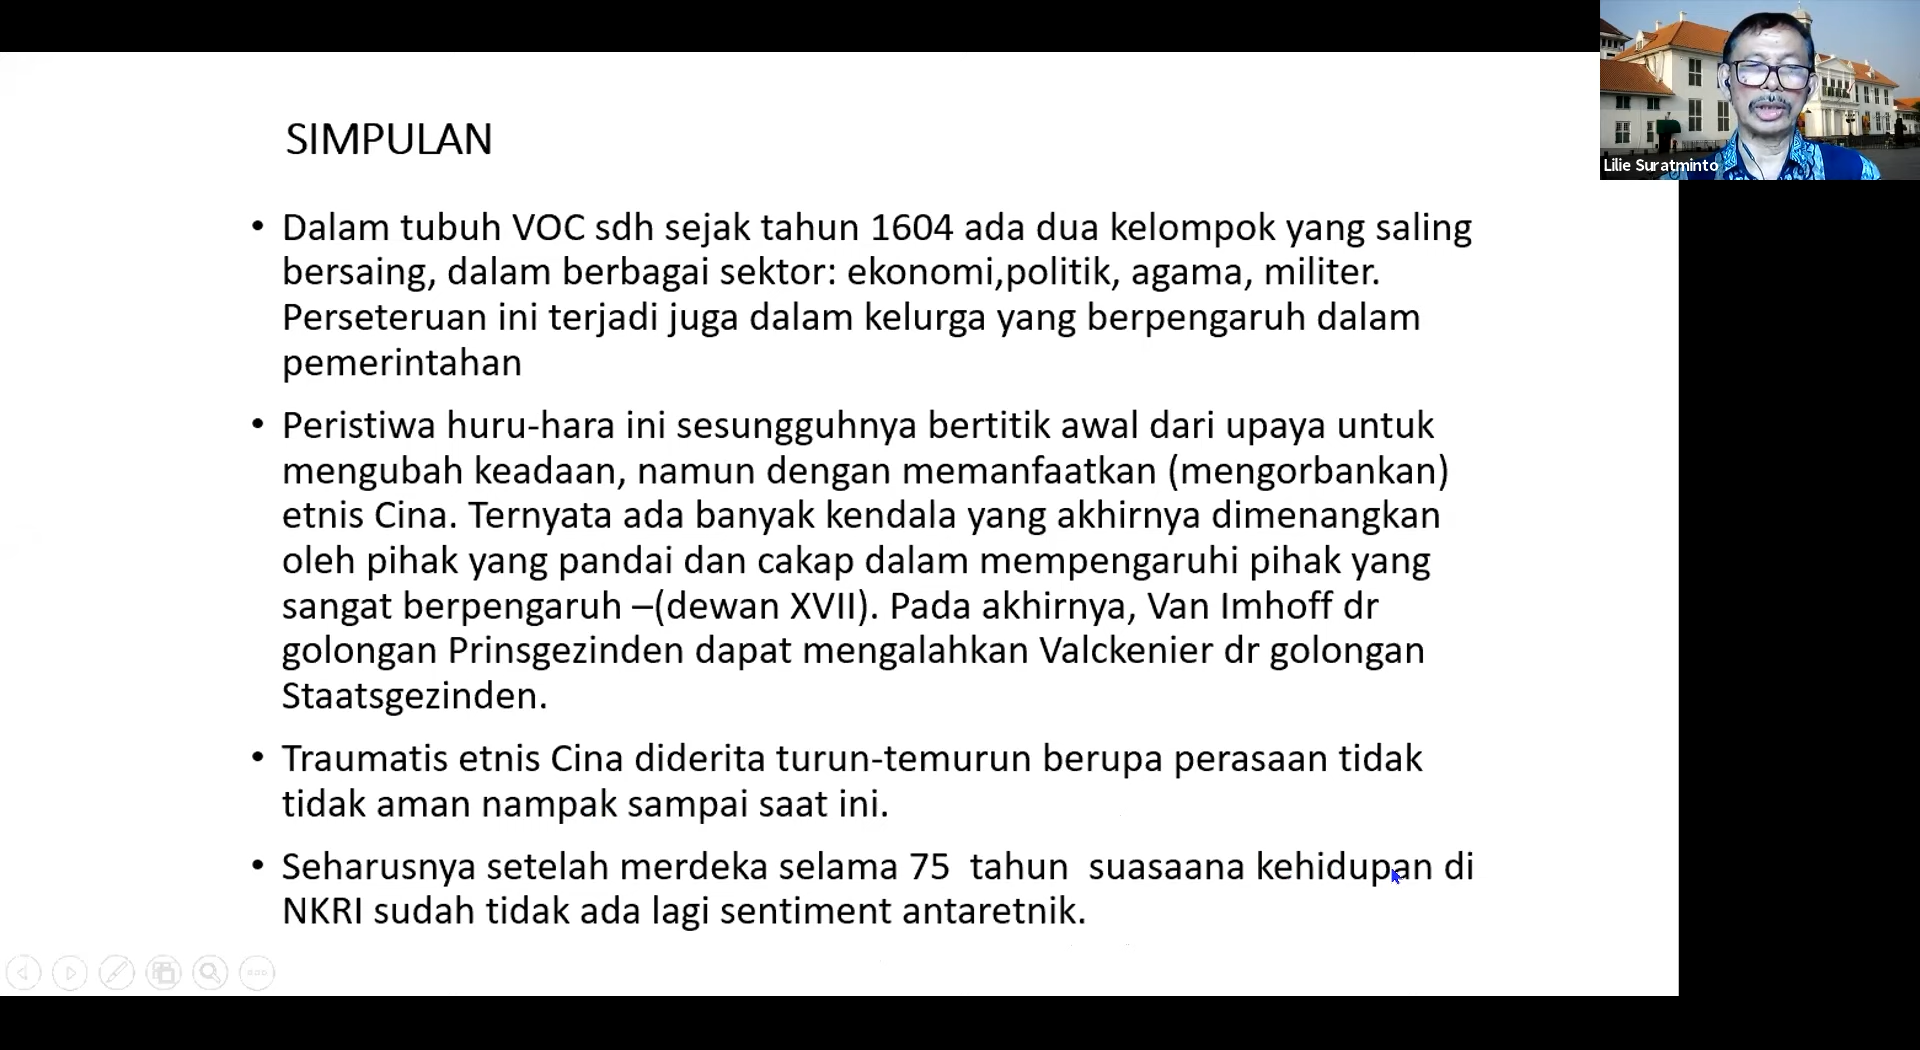 SIMPULAN
• Dalam tubuh VOC sdh sejak tahun 1604 ada dua kelompok yang saling
bersaing, dalam berbagai sektor: ekonomi,politik, agama, militer.
Perseteruan ini terjadi juga dalam kelurga yang berpengaruh dalam
pemerintahan
• Peristiwa huru-hara ini sesungguhnya bertitik awal dari upaya untuk
mengubah keadaan, namun dengan memanfaatkan (mengorbankan)
etnis Cina. Ternyata ada banyak kendala yang akhirnya dimenangkan
oleh pihak yang pandai dan cakap dalam mempengaruhi pihak yang
sangat berpengaruh –(dewan XVII). Pada akhirnya, Van Imhoff dr
golongan Prinsgezinden dapat mengalahkan Valckenier dr golongan
Staatsgezinden.
• Traumatis etnis Cina diderita turun-temurun berupa perasaan tidak
tidak aman nampak sampai saat ini.
• Seharusnya setelah merdeka selama 75  tahun  suasaana kehidupan di
NKRI sudah tidak ada lagi sentiment antaretnik.
Lilie Suratminto